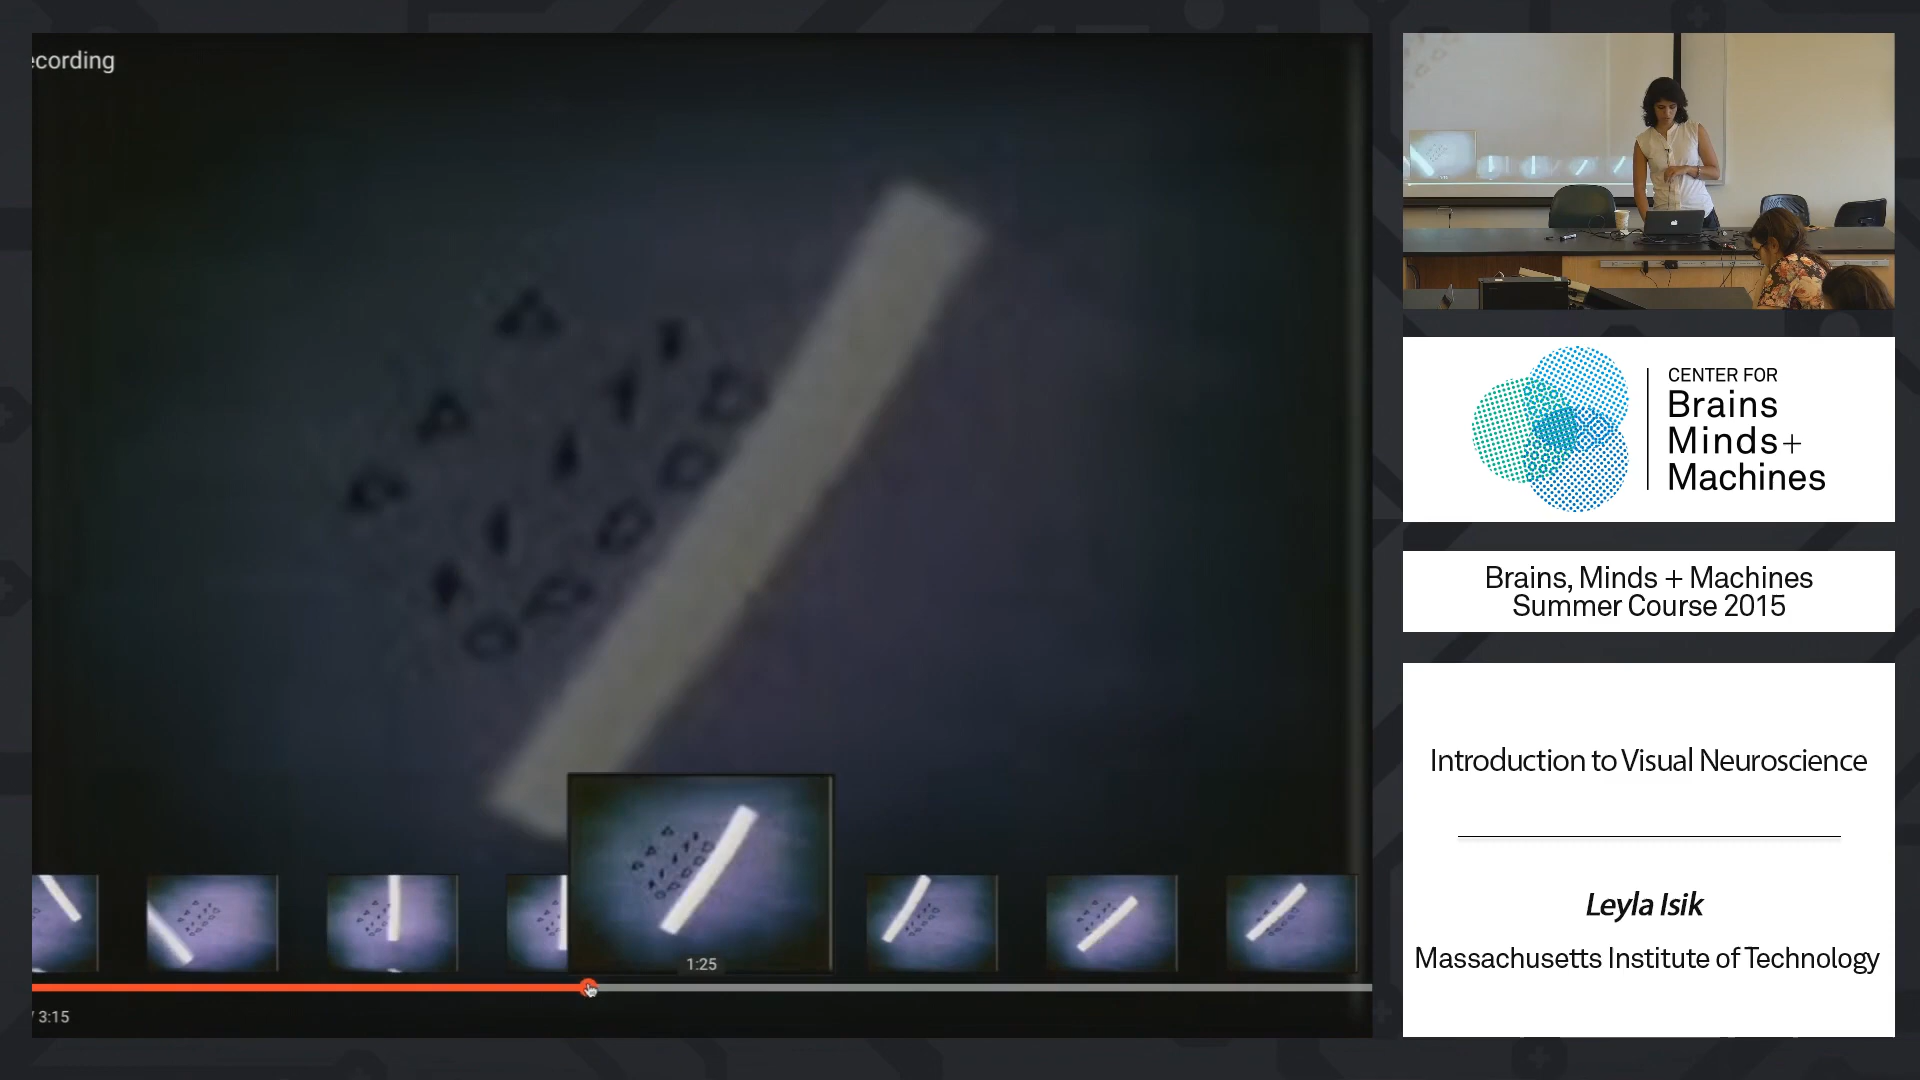 ecording
1:25
/ 3:15
CENTER FOR
Brains
Minds+
Machines
Brains, Minds + Machines
Summer Course 2015
Introduction to Visual Neuroscience
Leyla Isik
Massachusetts Institute of Technology